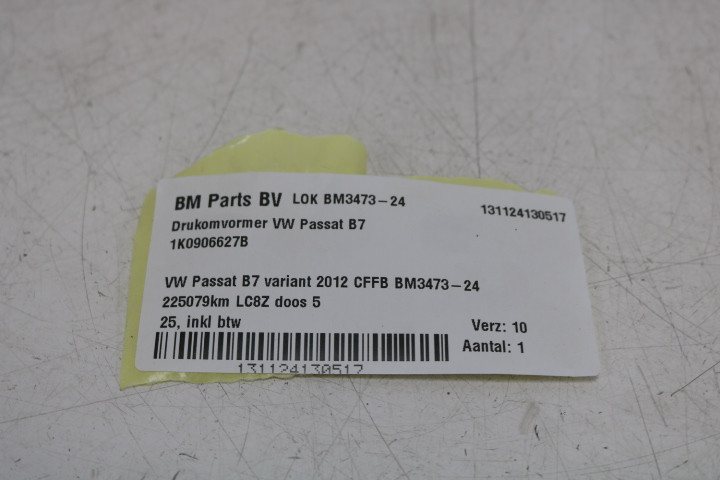 BM Parts BV LOK BM3473-24 131124130517
Drukomvormer VW Passat B7
1K0906627B
VW Passat B7 variant 2012 CFFB BM3473-24
225079km LC8Z doos 5
25, inkl btw Verz: 10
Aantal: 1
131124130517